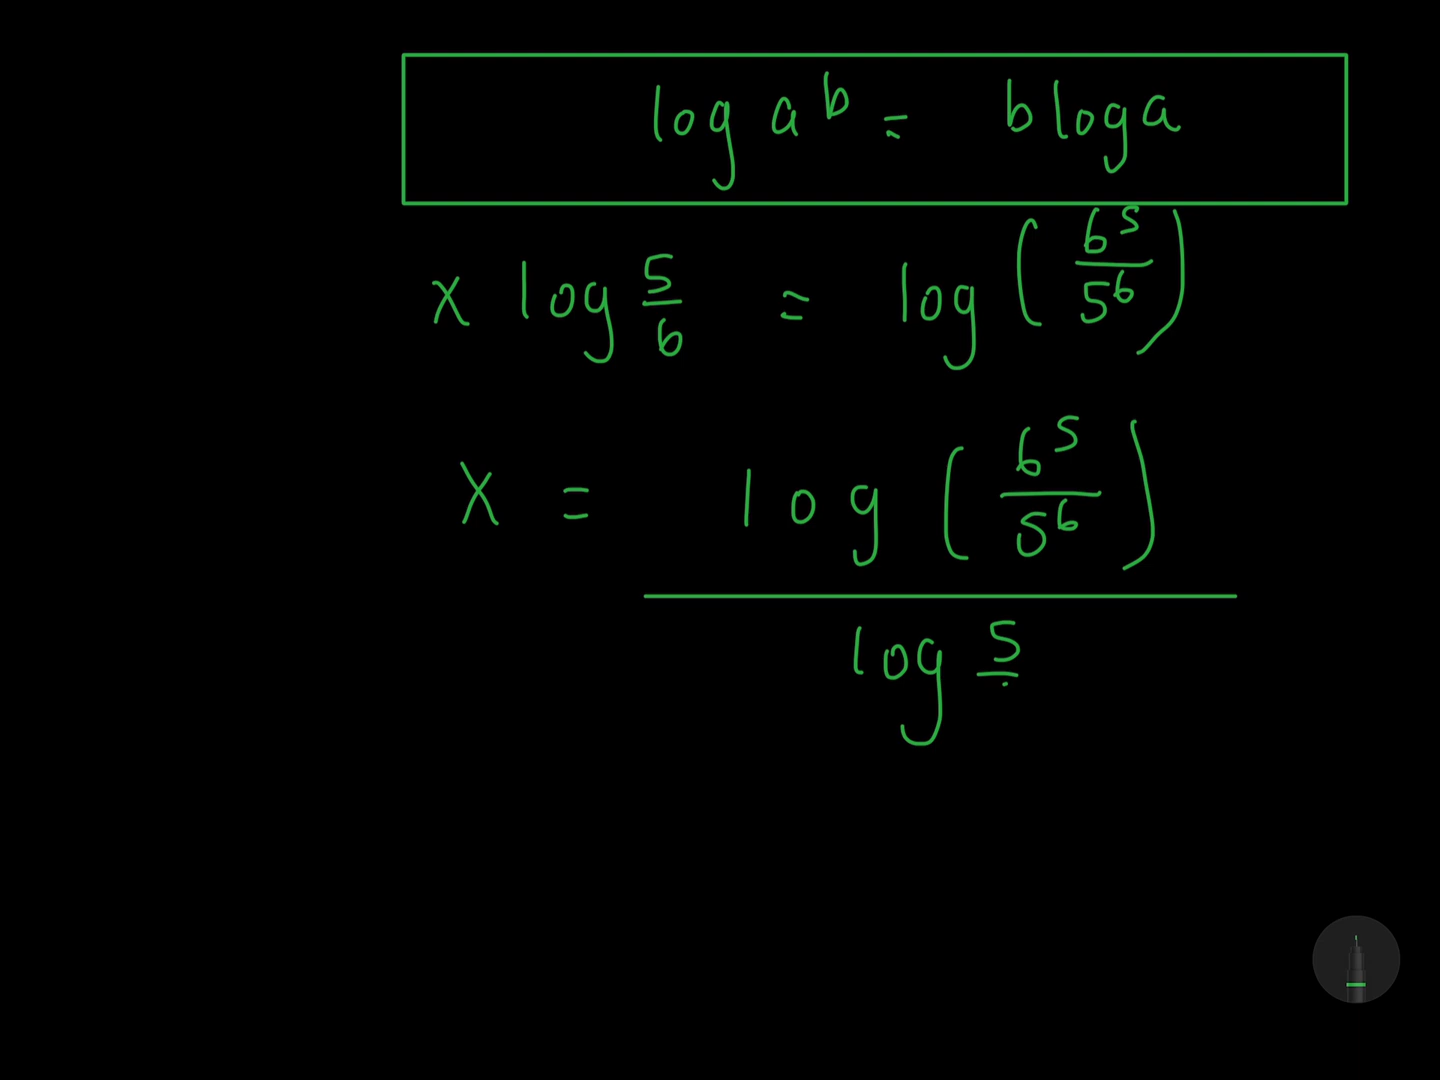 log a^b = b log a
x log 5/6 = log (6^5/5^6)
x = log (6^5/5^6)
log 5